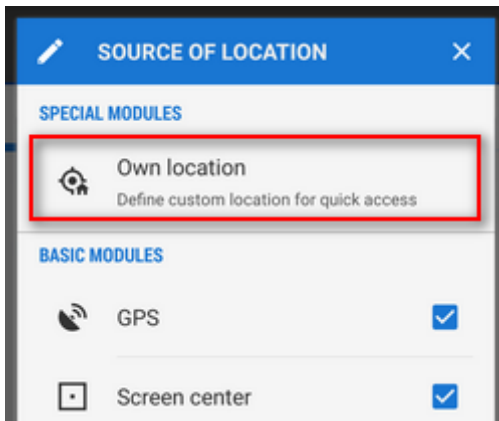 SOURCE OF LOCATION
SPECIAL MODULES
Own location
Define custom location for quick access
BASIC MODULES
GPS
Screen center